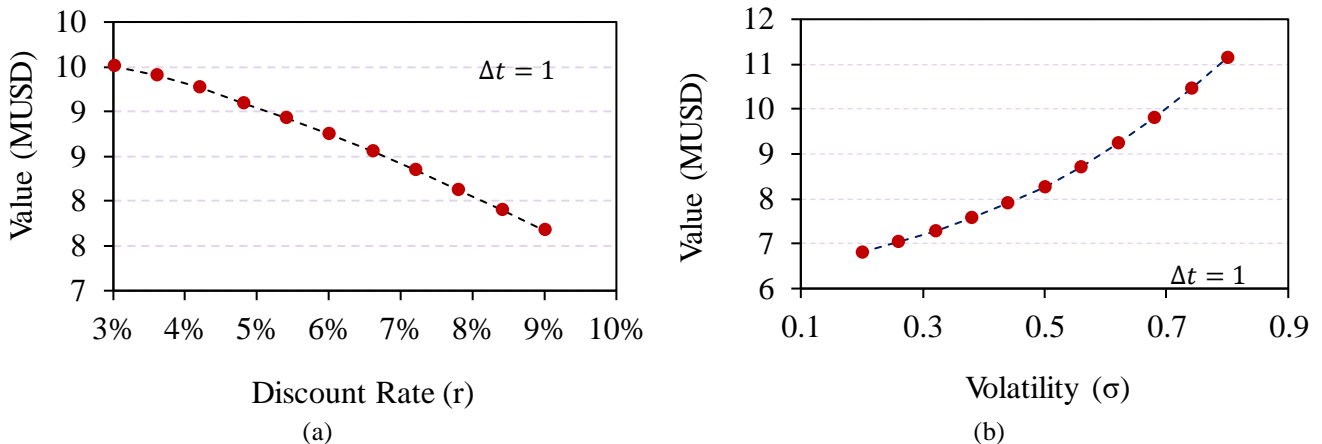 10
10
9
9
8
8
7
Value (MUSD)
Δt = 1
3% 4% 5% 6% 7% 8% 9% 10%
Discount Rate (r)
(a)
12
11
10
9
8
7
6
Value (MUSD)
Δt = 1
0.1 0.3 0.5 0.7 0.9
Volatility (σ)
(b)